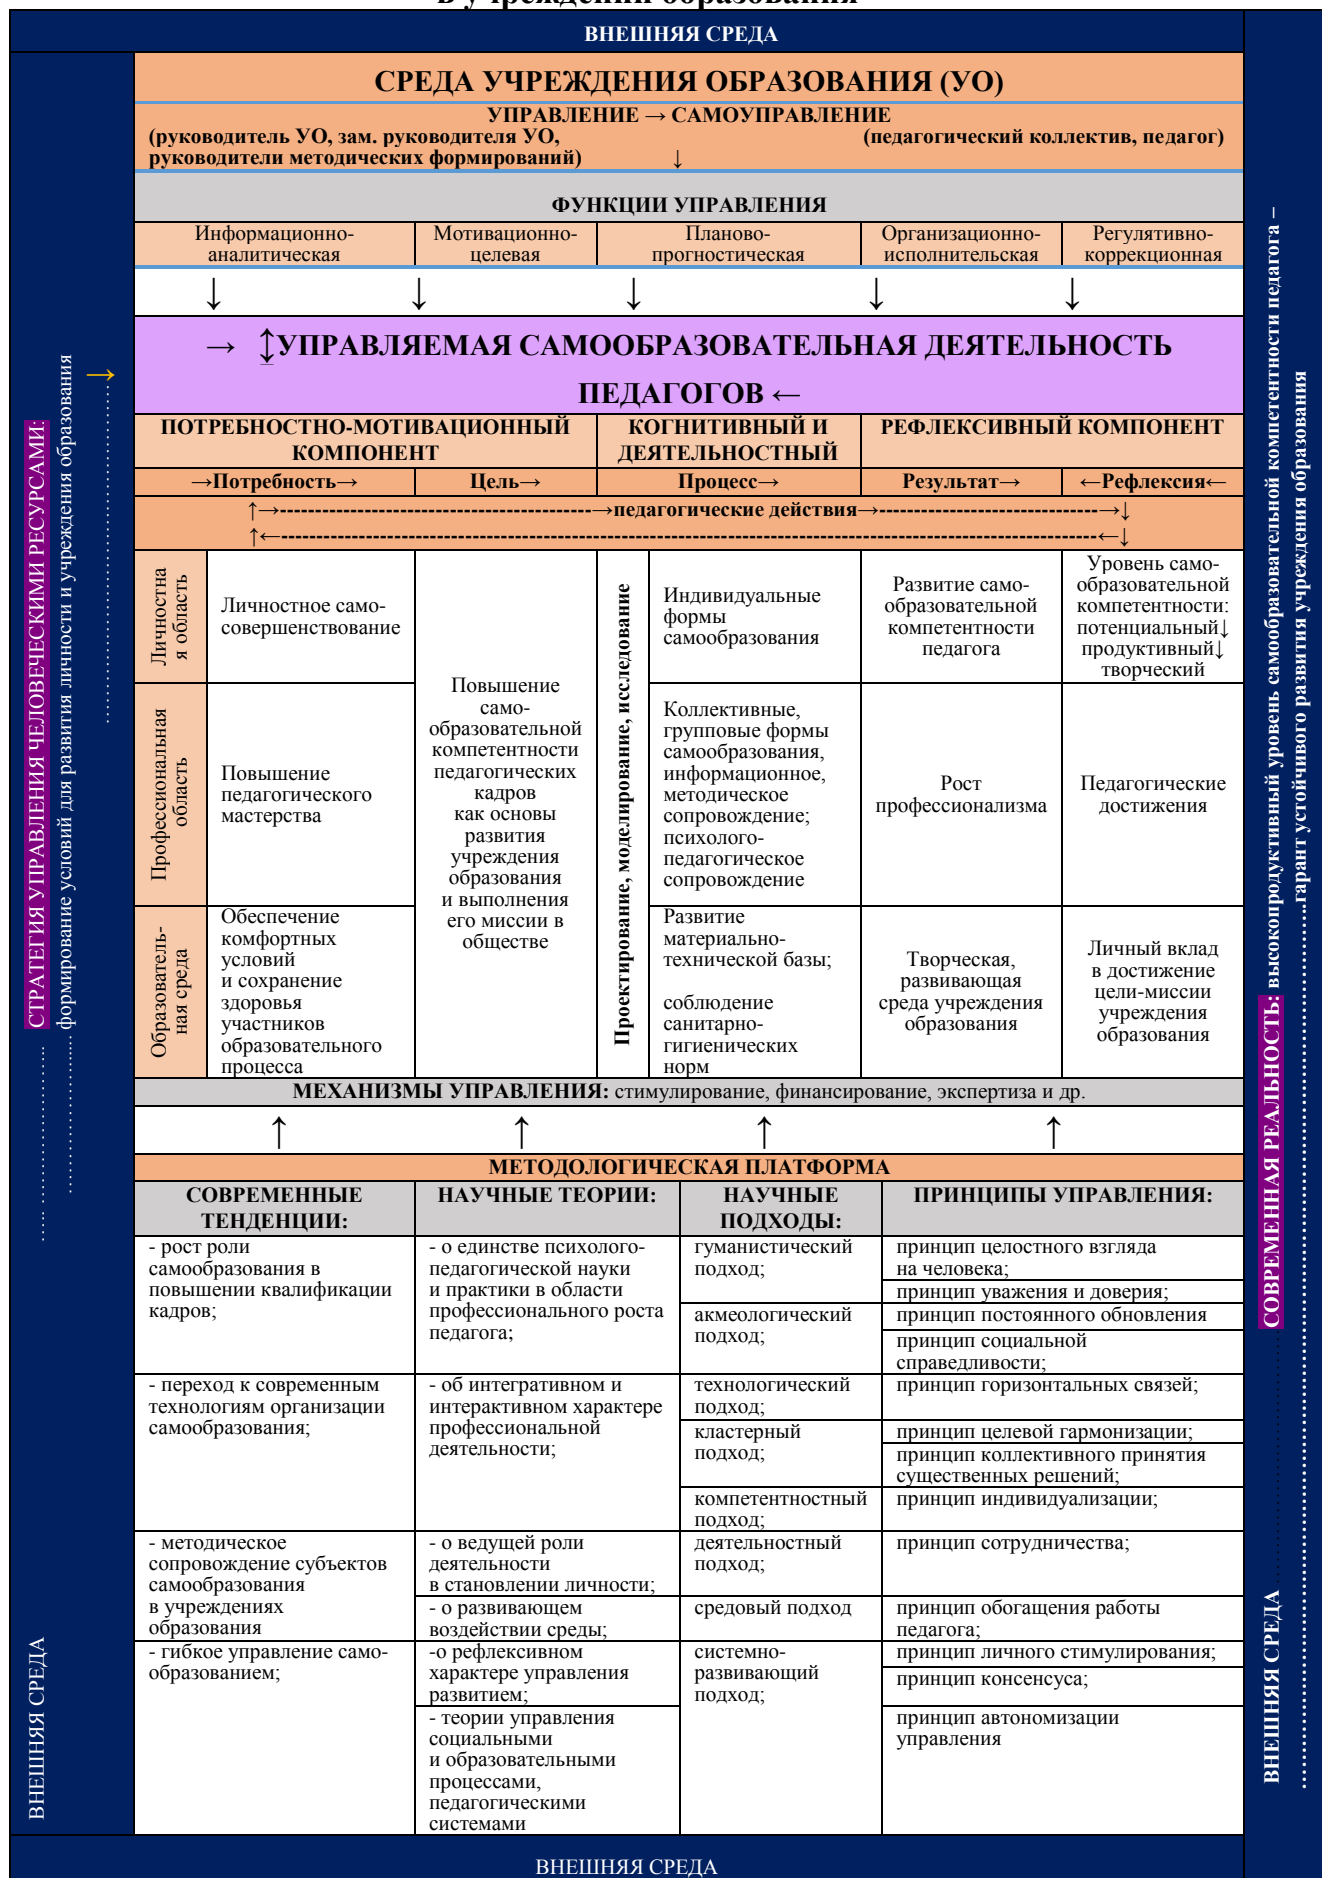 в учреждении образования
ВНЕШНЯЯ СРЕДА
СРЕДА УЧРЕЖДЕНИЯ ОБРАЗОВАНИЯ (УО)
УПРАВЛЕНИЕ → САМОУПРАВЛЕНИЕ
(руководитель УО, зам. руководителя УО, (педагогический коллектив, педагог)
руководители методических формирований) ↓
ФУНКЦИИ УПРАВЛЕНИЯ
Информационно-
аналитическая
Мотивационно-
целевая
Планово-
прогностическая
Организационно-
исполнительская
Регулятивно-
коррекционная
↓ ↓ ↓ ↓ ↓
→ ↕УПРАВЛЯЕМАЯ САМООБРАЗОВАТЕЛЬНАЯ ДЕЯТЕЛЬНОСТЬ
ПЕДАГОГОВ ←
ПОТРЕБНОСТНО-МОТИВАЦИОННЫЙ
КОМПОНЕНТ
КОГНИТИВНЫЙ И
ДЕЯТЕЛЬНОСТНЫЙ
РЕФЛЕКСИВНЫЙ КОМПОНЕНТ
→Потребность→
Цель→
Процесс→
Результат→
←Рефлексия←
↑→---------------------------------------→педагогические действия→----------------------------→↓
↑←-----------------------------------------------------------------------------------------------------←↓
Личностна
я область
Личностное само-
совершенствование
Повышение
само-
образовательной
компетентности
педагогических
кадров
как основы
развития
учреждения
образования
и выполнения
его миссии в
обществе
Проектирование, моделирование, исследование
Индивидуальные
формы
самообразования
Развитие само-
образовательной
компетентности
педагога
Уровень само-
образовательной
компетентности:
потенциальный↓
продуктивный↓
творческий
Профессиональная
область
Повышение
педагогического
мастерства
Коллективные,
групповые формы
самообразования,
информационное,
методическое
сопровождение;
психолого-
педагогическое
сопровождение
Рост
профессионализма
Педагогические
достижения
Образователь-
ная среда
Обеспечение
комфортных
условий
и сохранение
здоровья
участников
образовательного
процесса
Развитие
материально-
технической базы;
соблюдение
санитарно-
гигиенических
норм
Творческая,
развивающая
среда учреждения
образования
Личный вклад
в достижение
цели-миссии
учреждения
образования
МЕХАНИЗМЫ УПРАВЛЕНИЯ: стимулирование, финансирование, экспертиза и др.
↑ ↑ ↑ ↑
МЕТОДОЛОГИЧЕСКАЯ ПЛАТФОРМА
СОВРЕМЕННЫЕ
ТЕНДЕНЦИИ:
НАУЧНЫЕ ТЕОРИИ:
НАУЧНЫЕ
ПОДХОДЫ:
ПРИНЦИПЫ УПРАВЛЕНИЯ:
- рост роли
самообразования в
повышении квалификации
кадров;
- о единстве психолого-
педагогической науки
и практики в области
профессионального роста
педагога;
гуманистический
подход;
принцип целостного взгляда
на человека;
принцип уважения и доверия;
акмеологический
подход;
принцип постоянного обновления
принцип социальной
справедливости;
- переход к современным
технологиям организации
самообразования;
- об интегративном и
интерактивном характере
профессиональной
деятельности;
технологический
подход;
принцип горизонтальных связей;
кластерный
подход;
принцип целевой гармонизации;
принцип коллективного принятия
существенных решений;
компетентностный
подход;
принцип индивидуализации;
- методическое
сопровождение субъектов
самообразования
в учреждениях
образования
- о ведущей роли
деятельности
в становлении личности;
деятельностный
подход;
принцип сотрудничества;
- о развивающем
воздействии среды;
средовый подход
принцип обогащения работы
педагога;
- гибкое управление само-
образованием;
-о рефлексивном
характере управления
развитием;
системно-
развивающий
подход;
принцип личного стимулирования;
принцип консенсуса;
- теории управления
социальными
и образовательными
процессами,
педагогическими
системами
принцип автономизации
управления
ВНЕШНЯЯ СРЕДА ….. ………………. СТРАТЕГИЯ УПРАВЛЕНИЯ ЧЕЛОВЕЧЕСКИМИ РЕСУРСАМИ:
………………….. формирование условий для развития личности и учреждения образования
…………………………………………….. →
ВНЕШНЯЯ СРЕДА ……………………………… СОВРЕМЕННАЯ РЕАЛЬНОСТЬ: высокопродуктивный уровень самообразовательной компетентности педагога –
……………………………………………………гарант устойчивого развития учреждения образования
ВНЕШНЯЯ СРЕДА